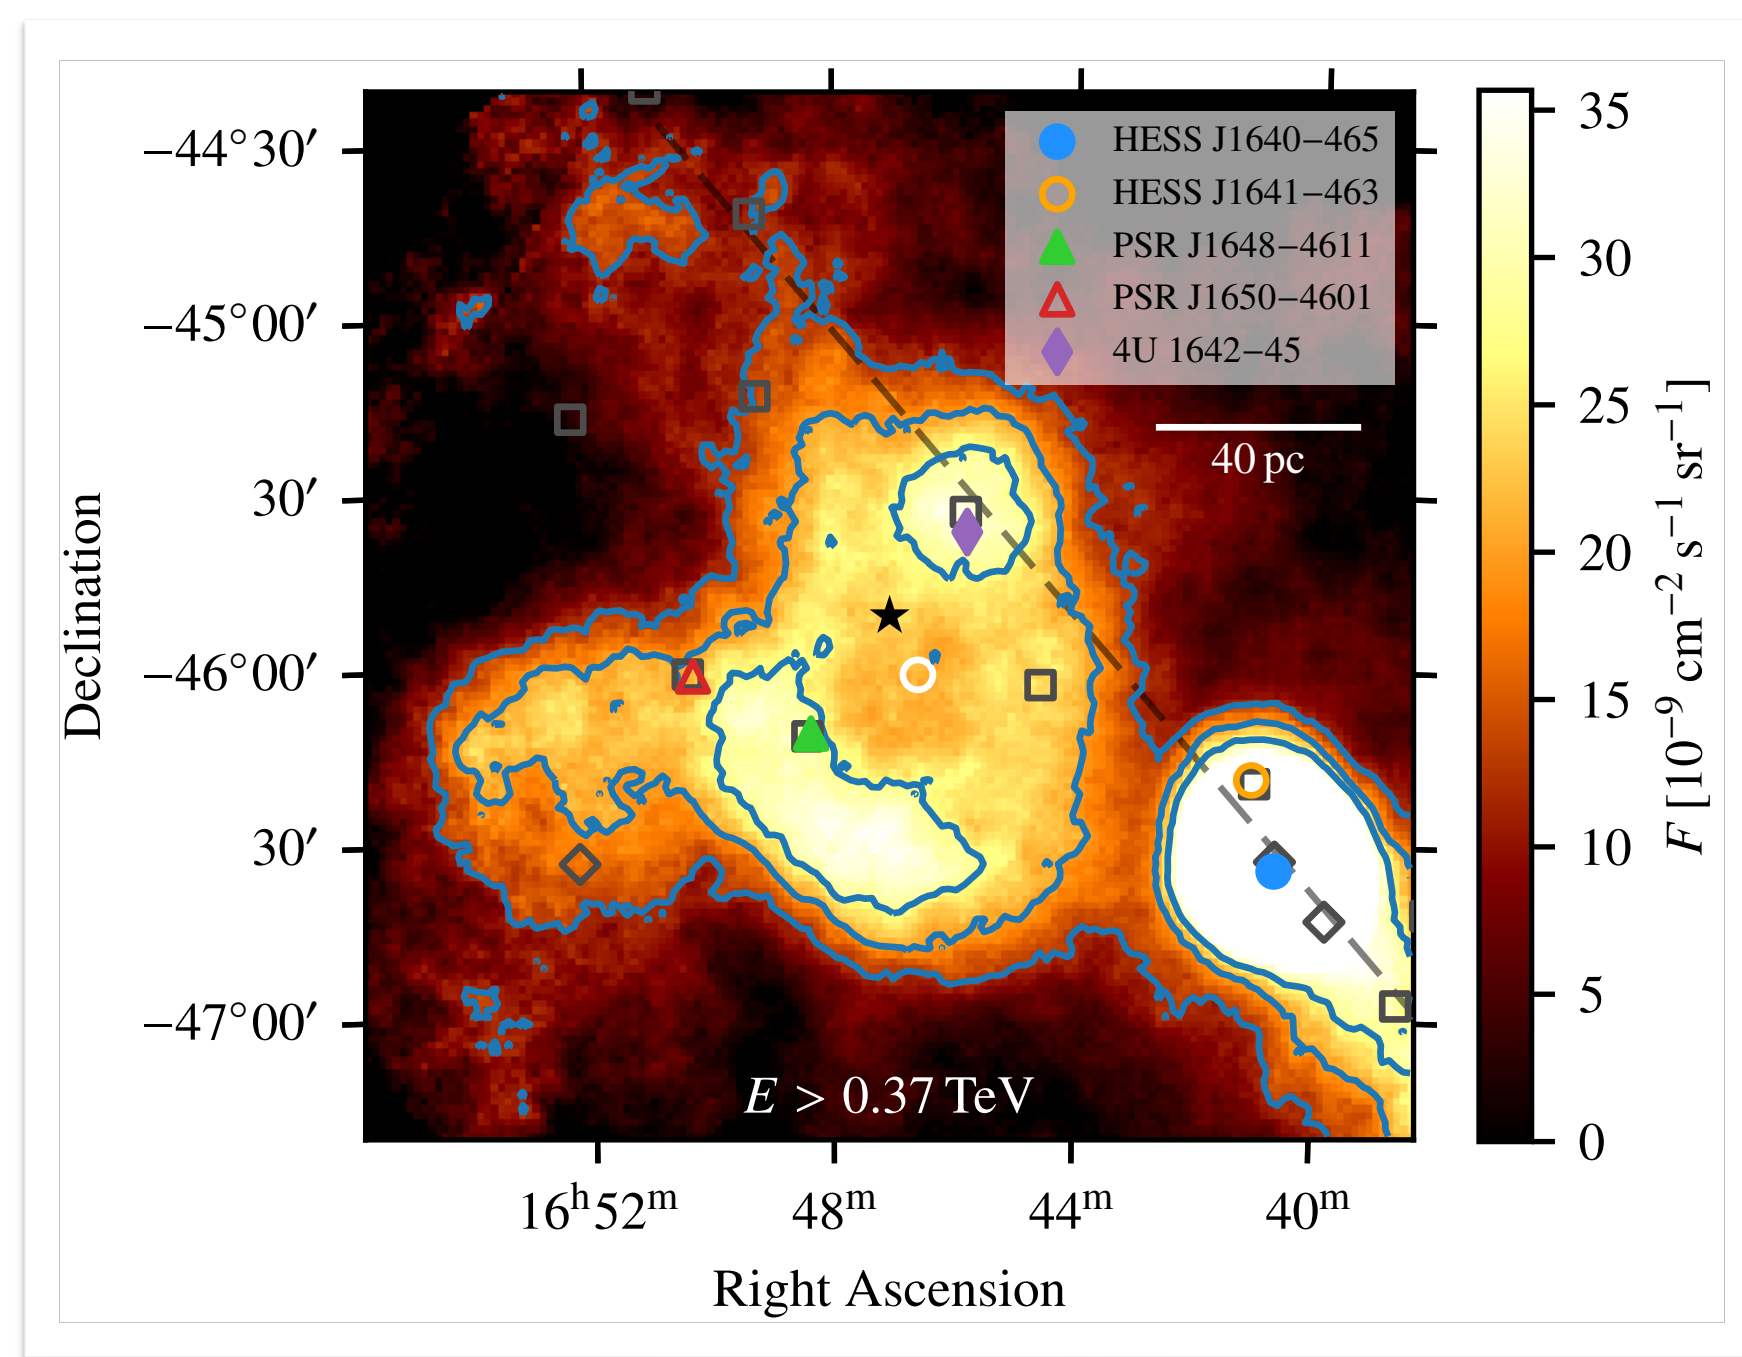 HESS J1640−465
HESS J1641−463
PSR J1648−4611
PSR J1650−4601
4U 1642−45
40 pc
E > 0.37 TeV
−44°30′
−45°00′
30′
−46°00′
30′
−47°00′
Declination
16ʰ52ᵐ 48ᵐ 44ᵐ 40ᵐ
Right Ascension
35
30
25
20
15
10
5
0
F [10⁻⁹ cm⁻² s⁻¹ sr⁻¹]